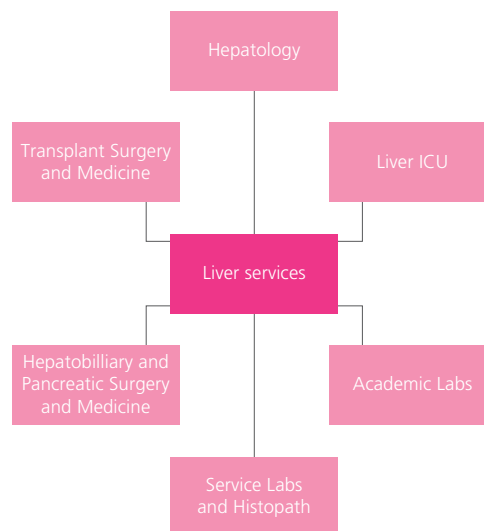 Hepatology
Transplant Surgery
and Medicine
Liver ICU
Liver services
Hepatobilliary and
Pancreatic Surgery
and Medicine
Academic Labs
Service Labs
and Histopath